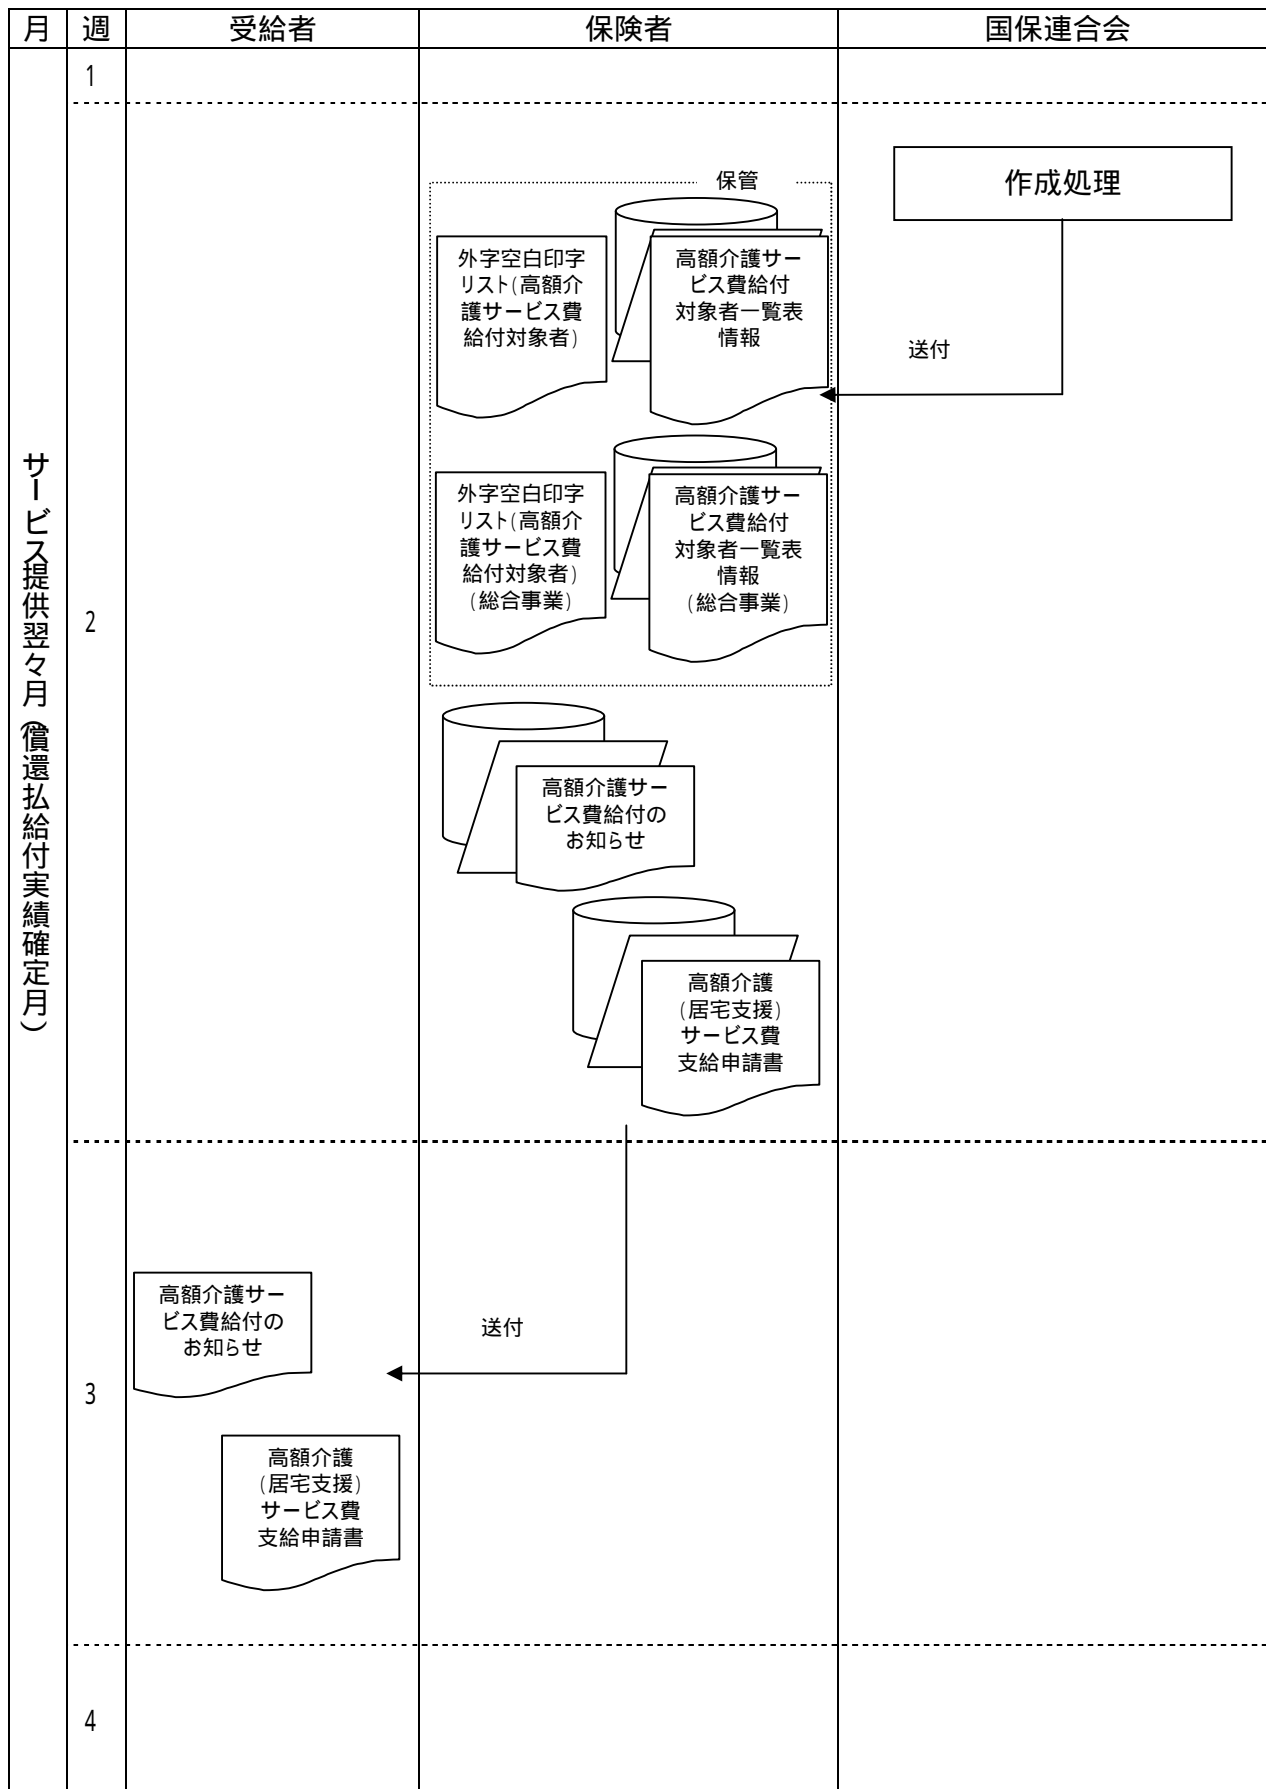 月
週
受給者
保険者
国保連合会
サービス提供翌々月(償還払給付実績確定月)
1
2
保管
作成処理
外字空白印字
リスト(高額介
護サービス費
給付対象者)
高額介護サー
ビス費給付
対象者一覧表
情報
送付
外字空白印字
リスト(高額介
護サービス費
給付対象者)
(総合事業)
高額介護サー
ビス費給付
対象者一覧表
情報
(総合事業)
高額介護サー
ビス費給付の
お知らせ
高額介護
(居宅支援)
サービス費
支給申請書
3
高額介護サー
ビス費給付の
お知らせ
送付
高額介護
(居宅支援)
サービス費
支給申請書
4